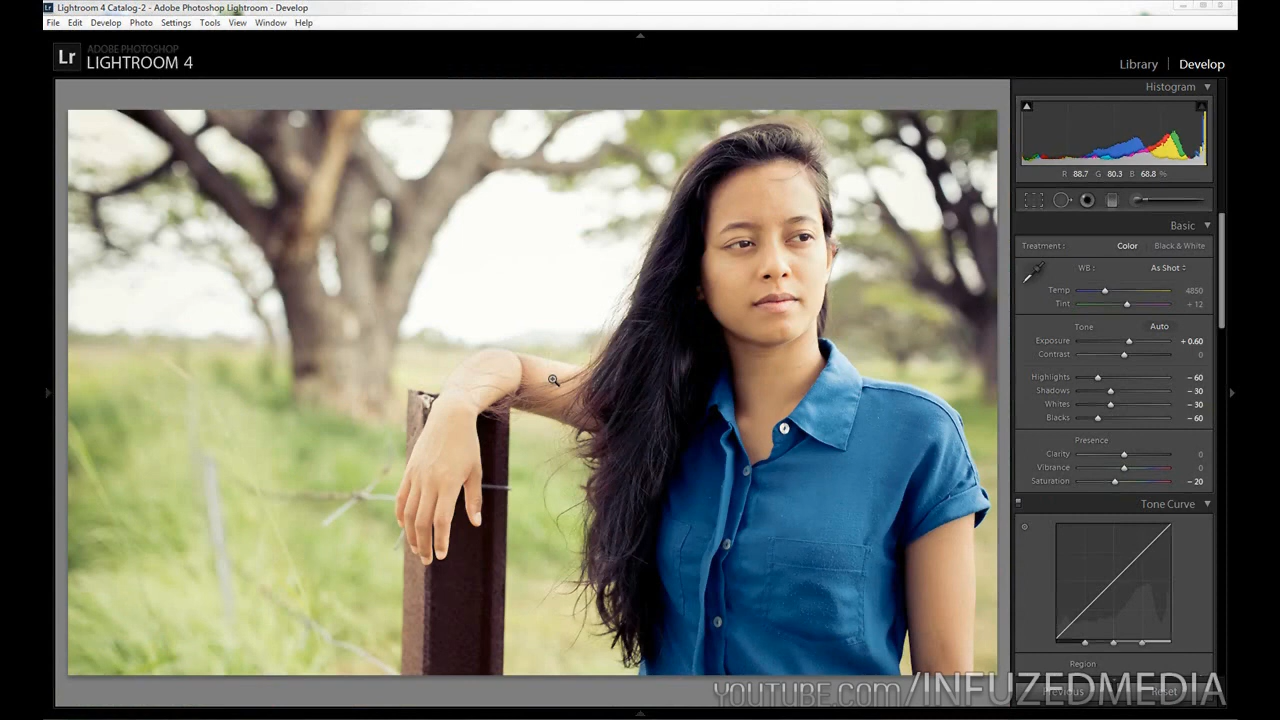 Lightroom 4 Catalog-2 - Adobe Photoshop Lightroom - Develop
File Edit Develop Photo Settings Tools View Window Help
Lr ADOBE PHOTOSHOP
LIGHTROOM 4
Library | Develop
Histogram
R 88.7 G 80.3 B 68.8 %
Basic
Treatment : Color Black & White
WB : As Shot
Temp 4850
Tint + 12
Tone Auto
Exposure + 0.60
Contrast 0
Highlights − 60
Shadows − 30
Whites − 30
Blacks − 60
Presence
Clarity 0
Vibrance 0
Saturation − 20
Tone Curve
Region
Previous Reset
YOUTUBE.COM/INFUZEDMEDIA